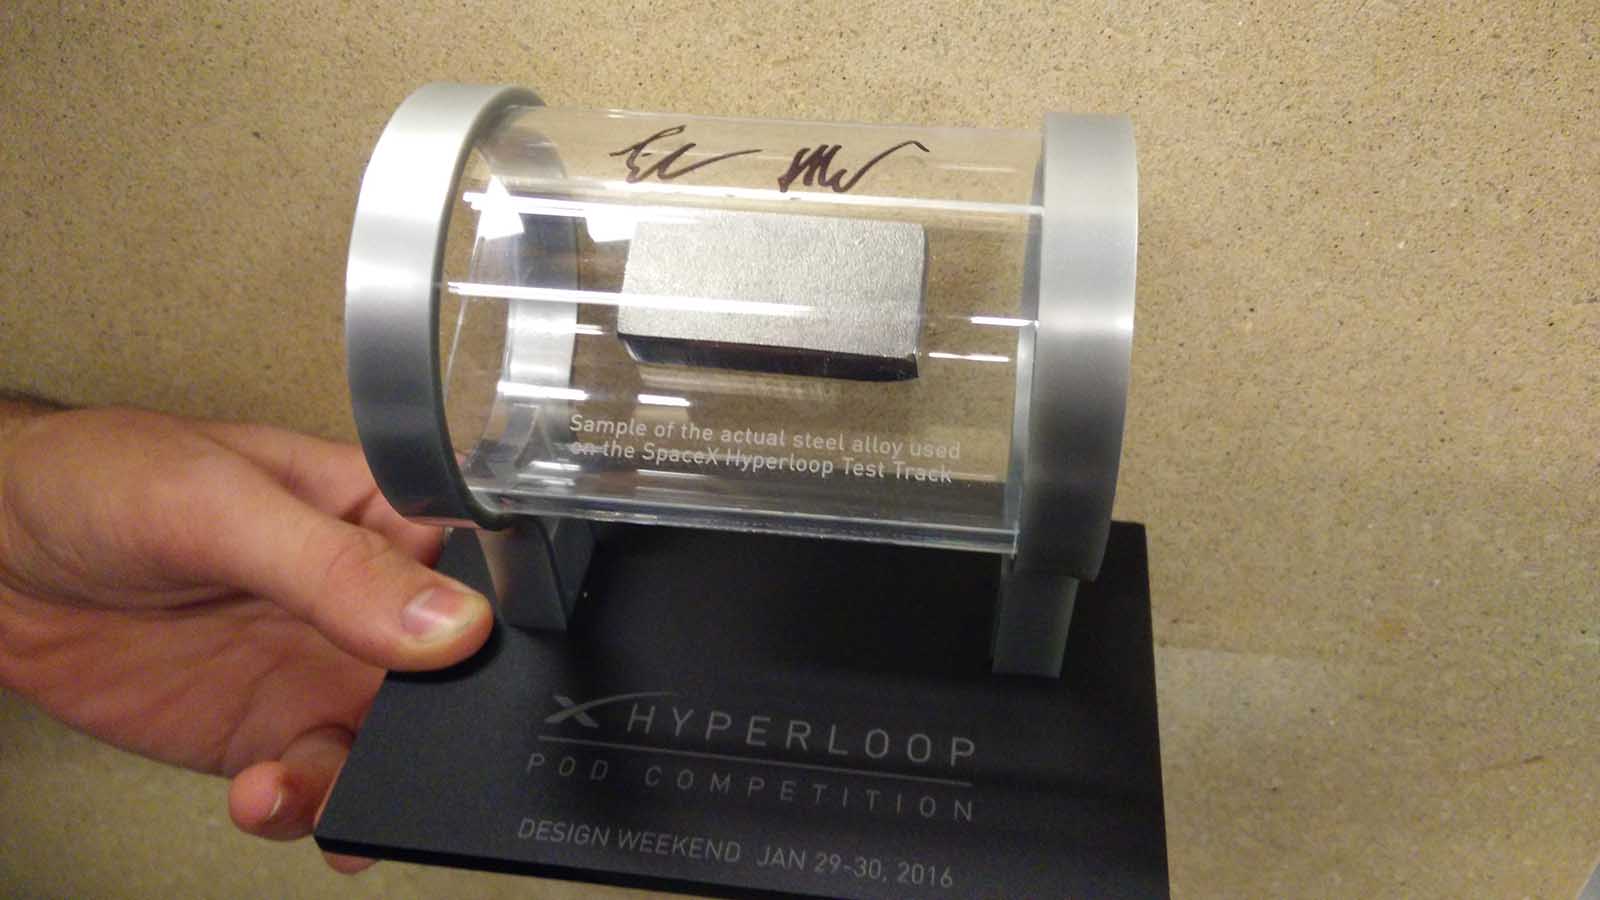 Sample of the actual steel alloy used
on the SpaceX Hyperloop Test Track
X HYPERLOOP
POD COMPETITION
DESIGN WEEKEND JAN 29-30, 2016